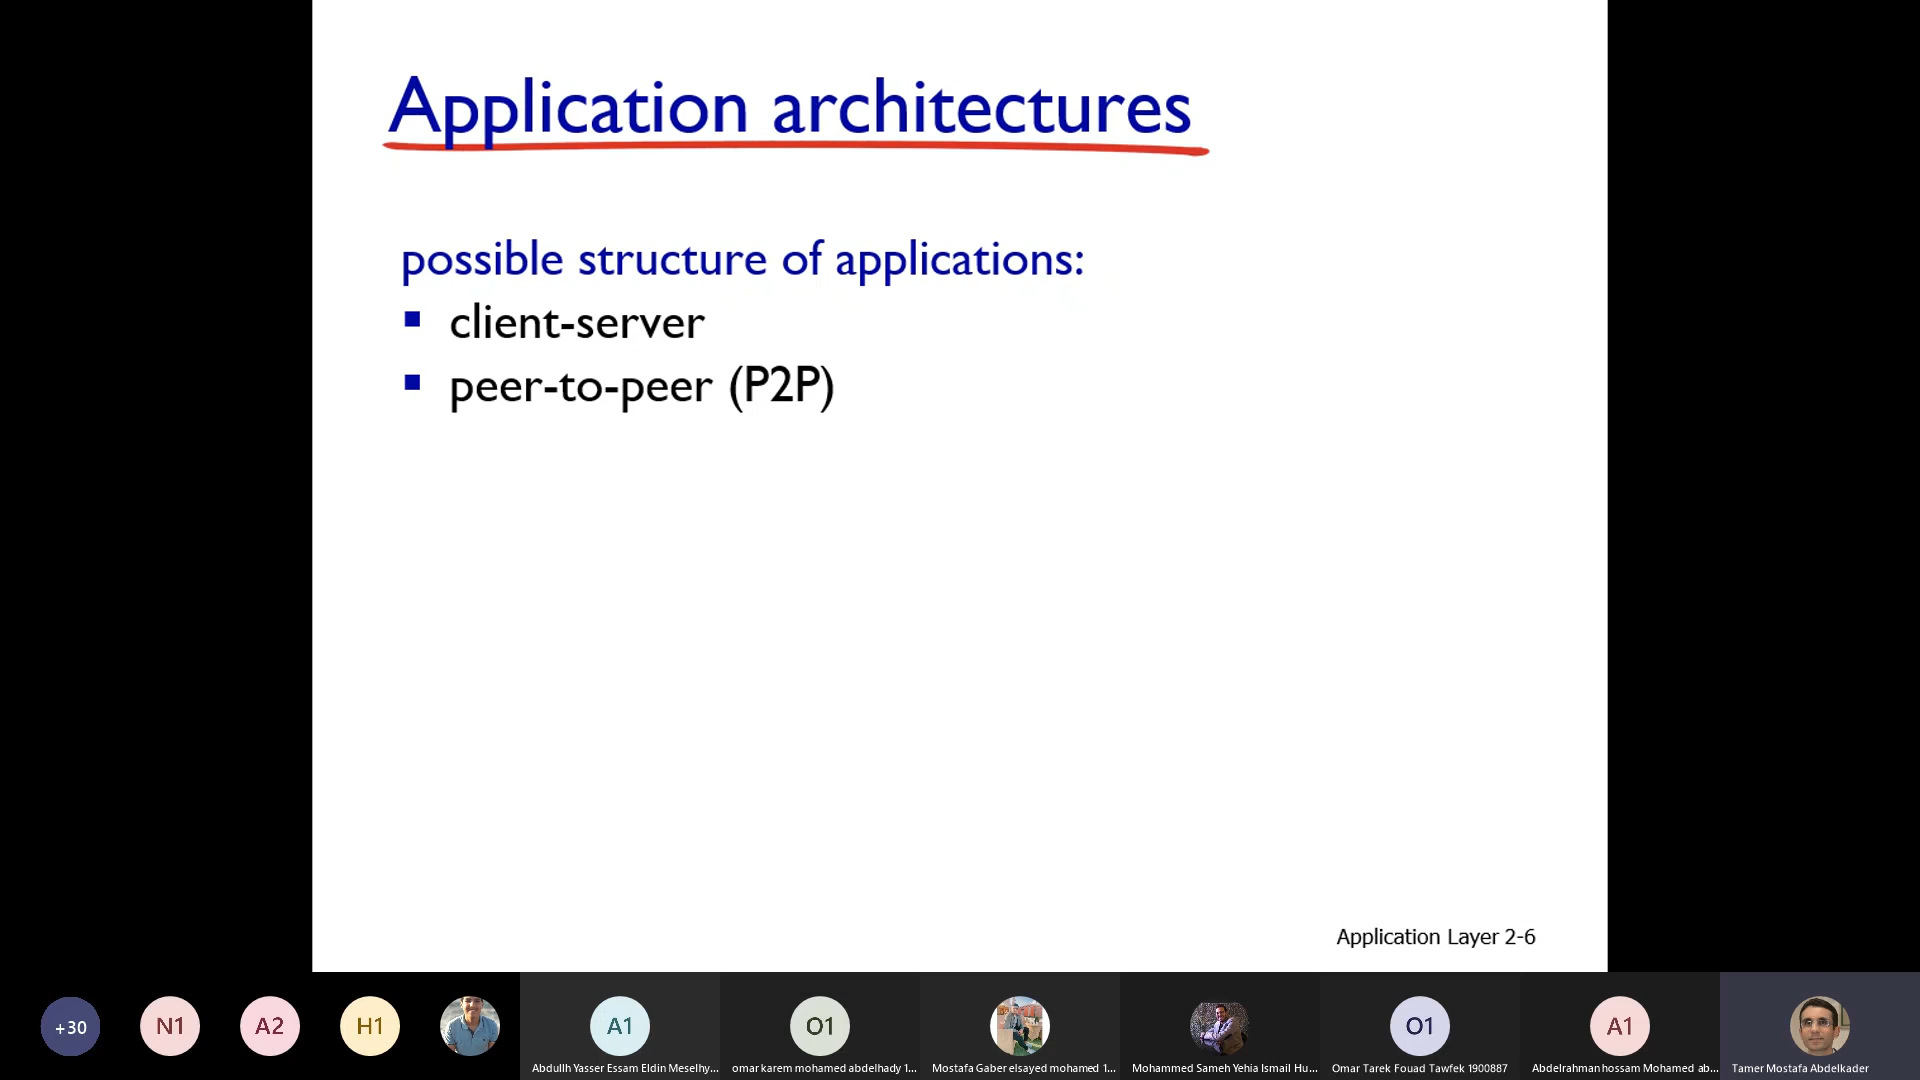 Application architectures
possible structure of applications:
client-server
peer-to-peer (P2P)
Application Layer 2-6
+30
N1
A2
H1
A1
O1
O1
A1
Abdullh Yasser Essam Eldin Meselhy...
omar karem mohamed abdelhady 1...
Mostafa Gaber elsayed mohamed 1...
Mohammed Sameh Yehia Ismail Hu...
Omar Tarek Fouad Tawfek 1900887
Abdelrahman hossam Mohamed ab...
Tamer Mostafa Abdelkader